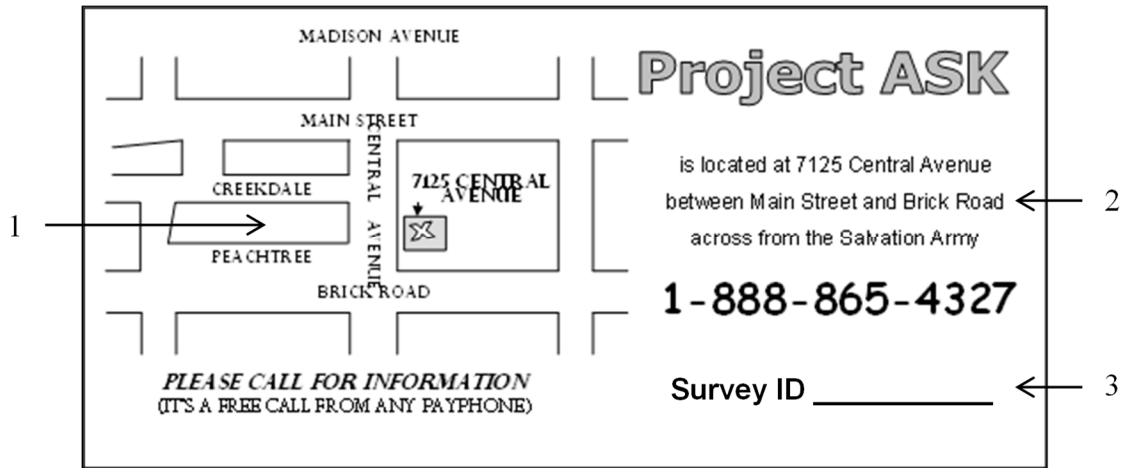 MADISON AVENUE
MAIN STREET
CENTRAL AVENUE
7125 CENTRAL
AVENUE
CREEKDALE
PEACHTREE
BRICK ROAD
PLEASE CALL FOR INFORMATION
(IT'S A FREE CALL FROM ANY PAYPHONE)
Project ASK
is located at 7125 Central Avenue
between Main Street and Brick Road
across from the Salvation Army
1-888-865-4327
Survey ID
1
2
3
X